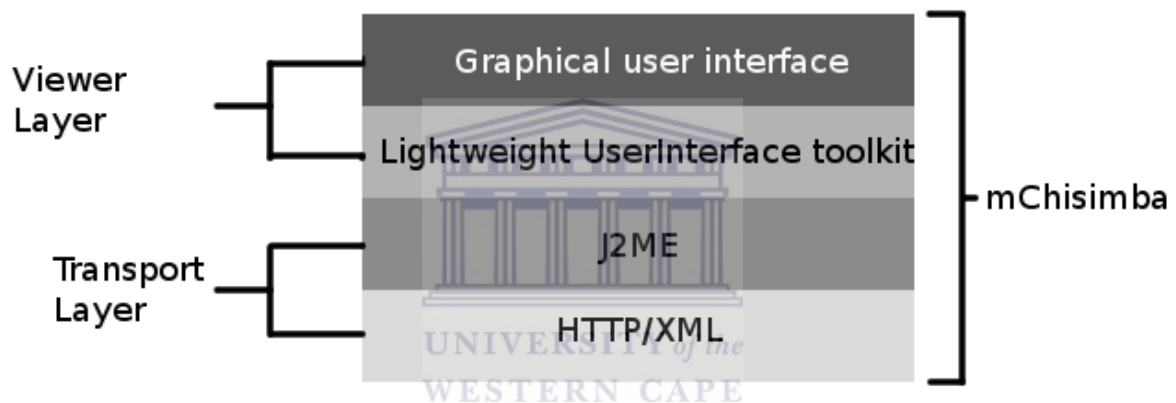 Viewer
Layer
Graphical user interface
Lightweight UserInterface toolkit
mChisimba
Transport
Layer
J2ME
HTTP/XML
UNIVERSITY of the
WESTERN CAPE